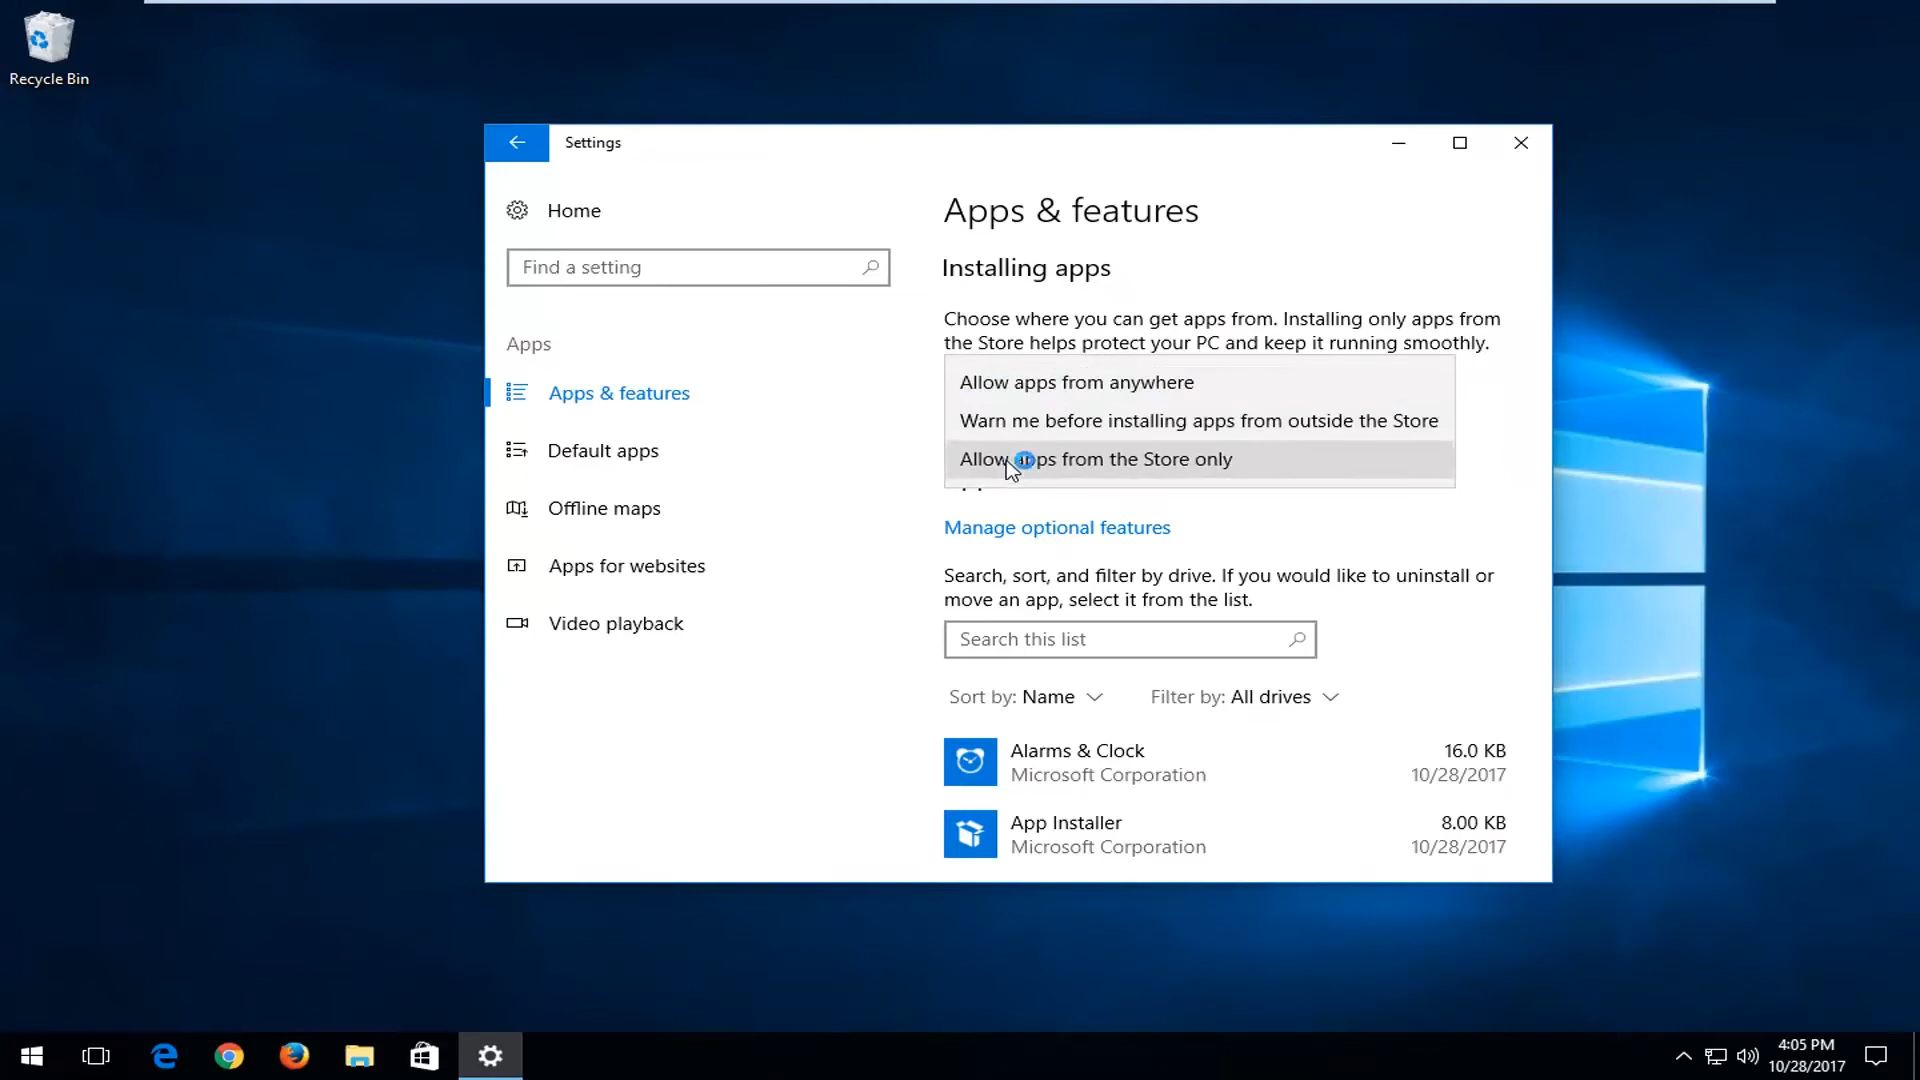 Recycle Bin
Settings
Home
Find a setting
Apps
Apps & features
Default apps
Offline maps
Apps for websites
Video playback
Apps & features
Installing apps
Choose where you can get apps from. Installing only apps from
the Store helps protect your PC and keep it running smoothly.
Allow apps from anywhere
Warn me before installing apps from outside the Store
Allow apps from the Store only
Manage optional features
Search, sort, and filter by drive. If you would like to uninstall or
move an app, select it from the list.
Search this list
Sort by: Name Filter by: All drives
Alarms & Clock 16.0 KB
Microsoft Corporation 10/28/2017
App Installer 8.00 KB
Microsoft Corporation 10/28/2017
4:05 PM
10/28/2017